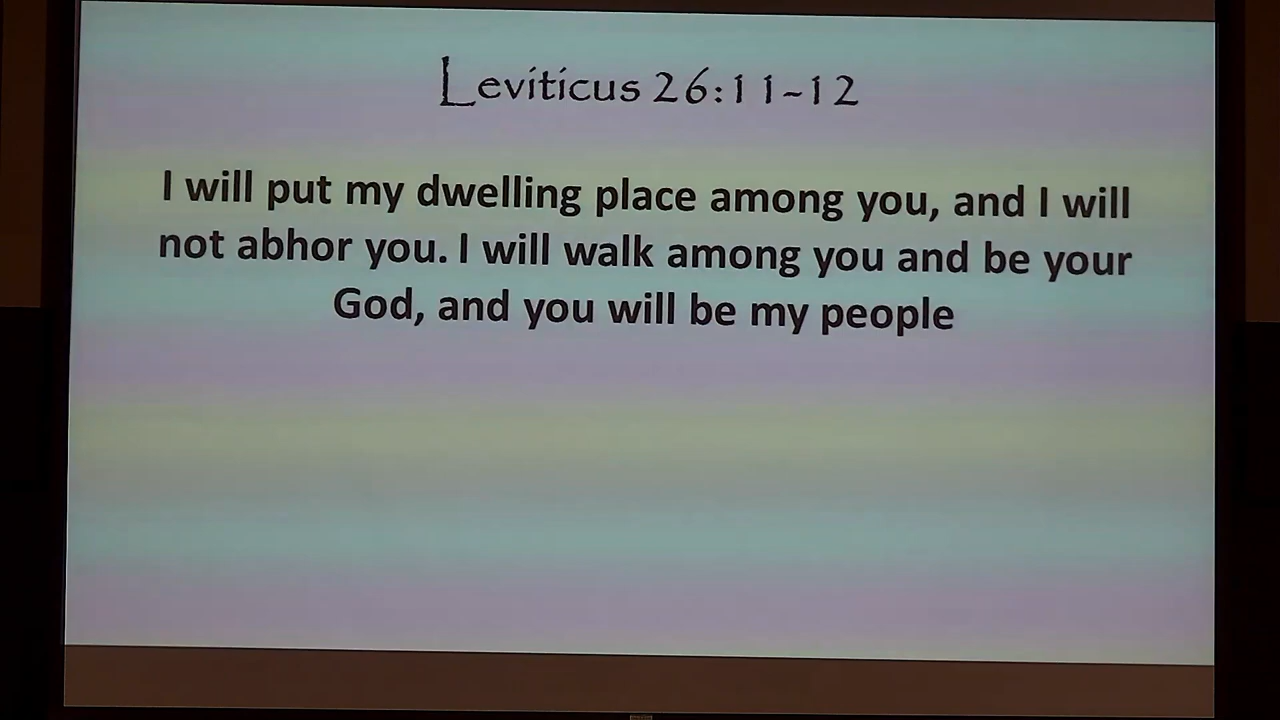 Leviticus 26:11-12
I will put my dwelling place among you, and I will
not abhor you. I will walk among you and be your
God, and you will be my people